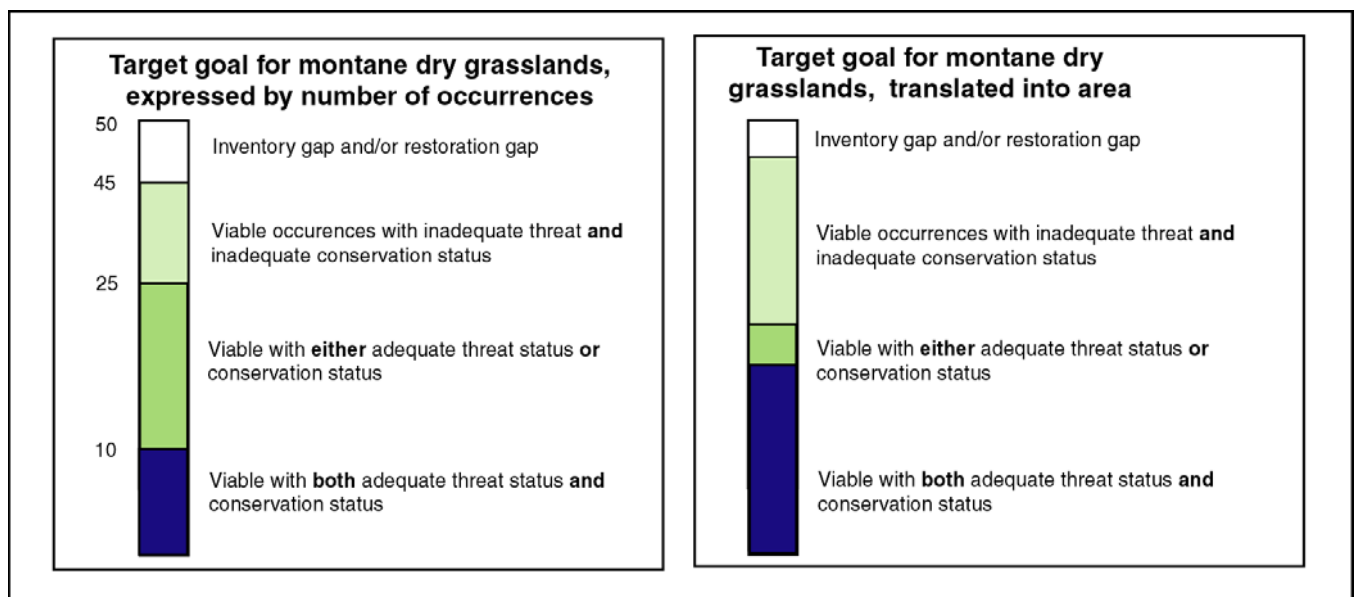 Target goal for montane dry grasslands,
expressed by number of occurrences
50
Inventory gap and/or restoration gap
45
Viable occurences with inadequate threat and
inadequate conservation status
25
Viable with either adequate threat status or
conservation status
10
Viable with both adequate threat status and
conservation status
Target goal for montane dry
grasslands, translated into area
Inventory gap and/or restoration gap
Viable occurrences with inadequate threat and
inadequate conservation status
Viable with either adequate threat status or
conservation status
Viable with both adequate threat status and
conservation status